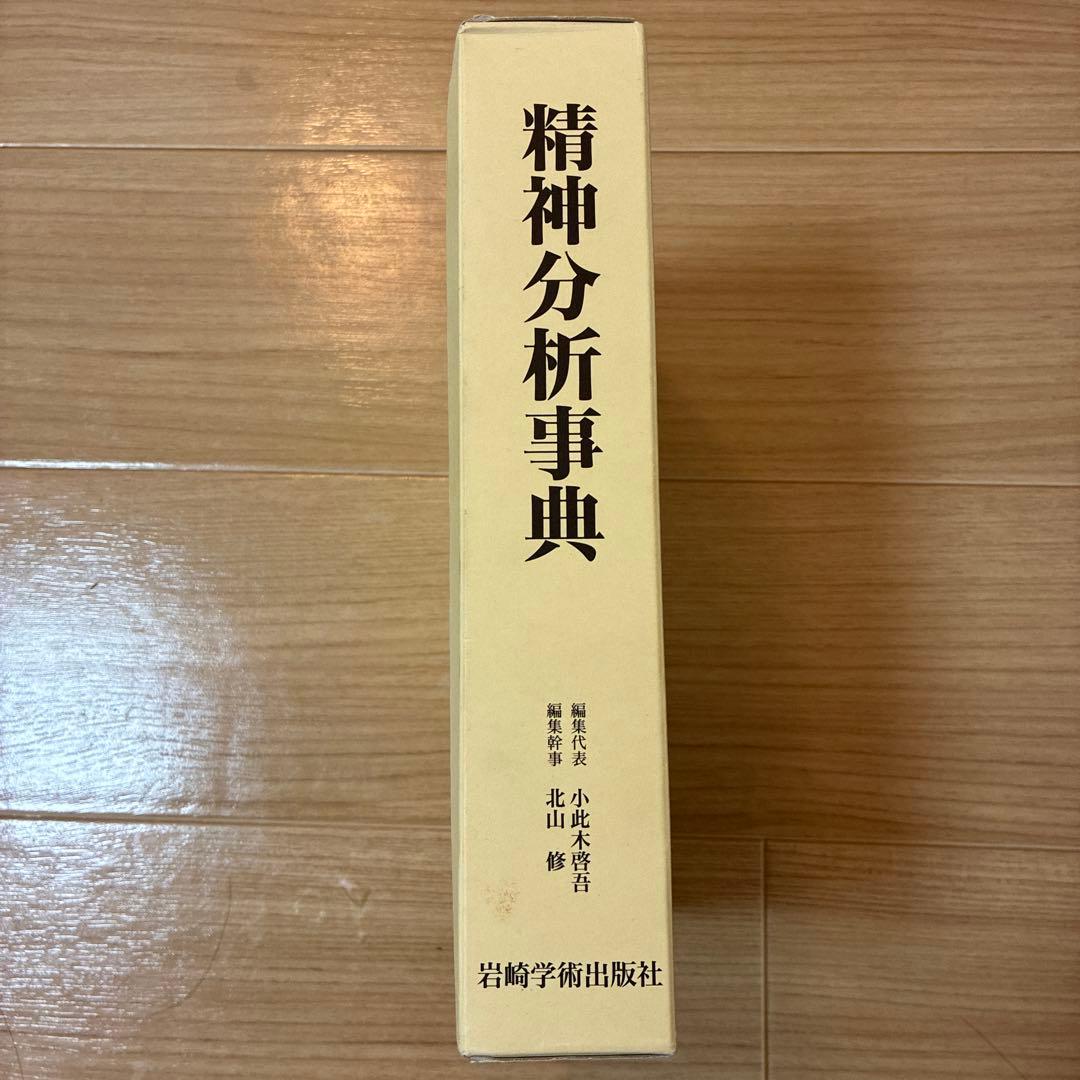 精神分析事典
編集代表 小此木啓吾
編集幹事 北山 修
岩崎学術出版社